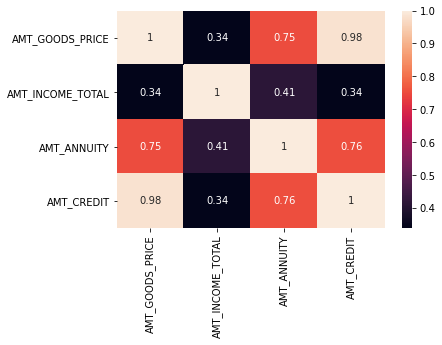 AMT_GOODS_PRICE 1 0.34 0.75 0.98
AMT_INCOME_TOTAL 0.34 1 0.41 0.34
AMT_ANNUITY 0.75 0.41 1 0.76
AMT_CREDIT 0.98 0.34 0.76 1
AMT_GOODS_PRICE
AMT_INCOME_TOTAL
AMT_ANNUITY
AMT_CREDIT
1.0
0.9
0.8
0.7
0.6
0.5
0.4